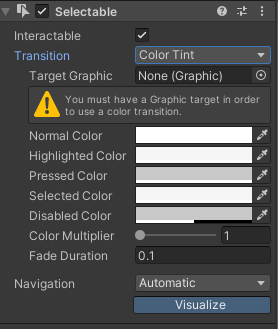 Selectable
Interactable
Transition Color Tint
Target Graphic None (Graphic)
You must have a Graphic target in order
to use a color transition.
Normal Color
Highlighted Color
Pressed Color
Selected Color
Disabled Color
Color Multiplier 1
Fade Duration 0.1
Navigation Automatic
Visualize